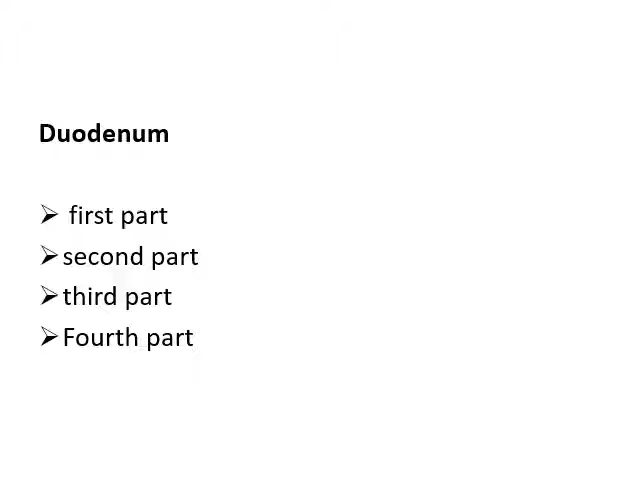 Duodenum
➢ first part
➢second part
➢third part
➢Fourth part